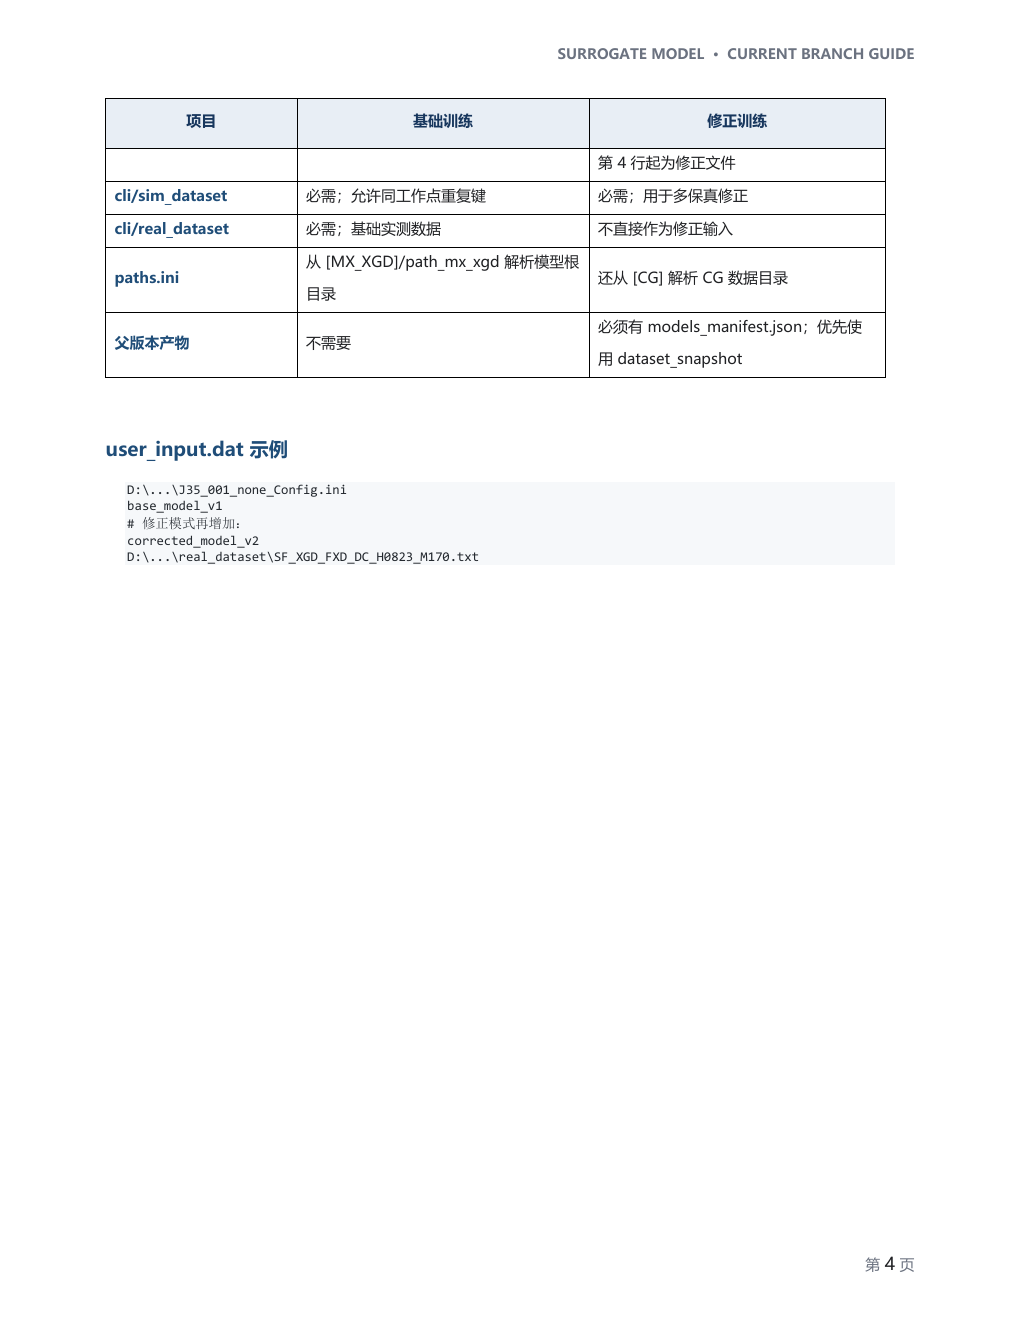 SURROGATE MODEL • CURRENT BRANCH GUIDE
项目 基础训练 修正训练
第 4 行起为修正文件
cli/sim_dataset 必需；允许同工作点重复键 必需；用于多保真修正
cli/real_dataset 必需；基础实测数据 不直接作为修正输入
paths.ini 从 [MX_XGD]/path_mx_xgd 解析模型根
目录 还从 [CG] 解析 CG 数据目录
父版本产物 不需要 必须有 models_manifest.json；优先使
用 dataset_snapshot
user_input.dat 示例
D:\...\J35_001_none_Config.ini
base_model_v1
# 修正模式再增加：
corrected_model_v2
D:\...\real_dataset\SF_XGD_FXD_DC_H0823_M170.txt
第 4 页